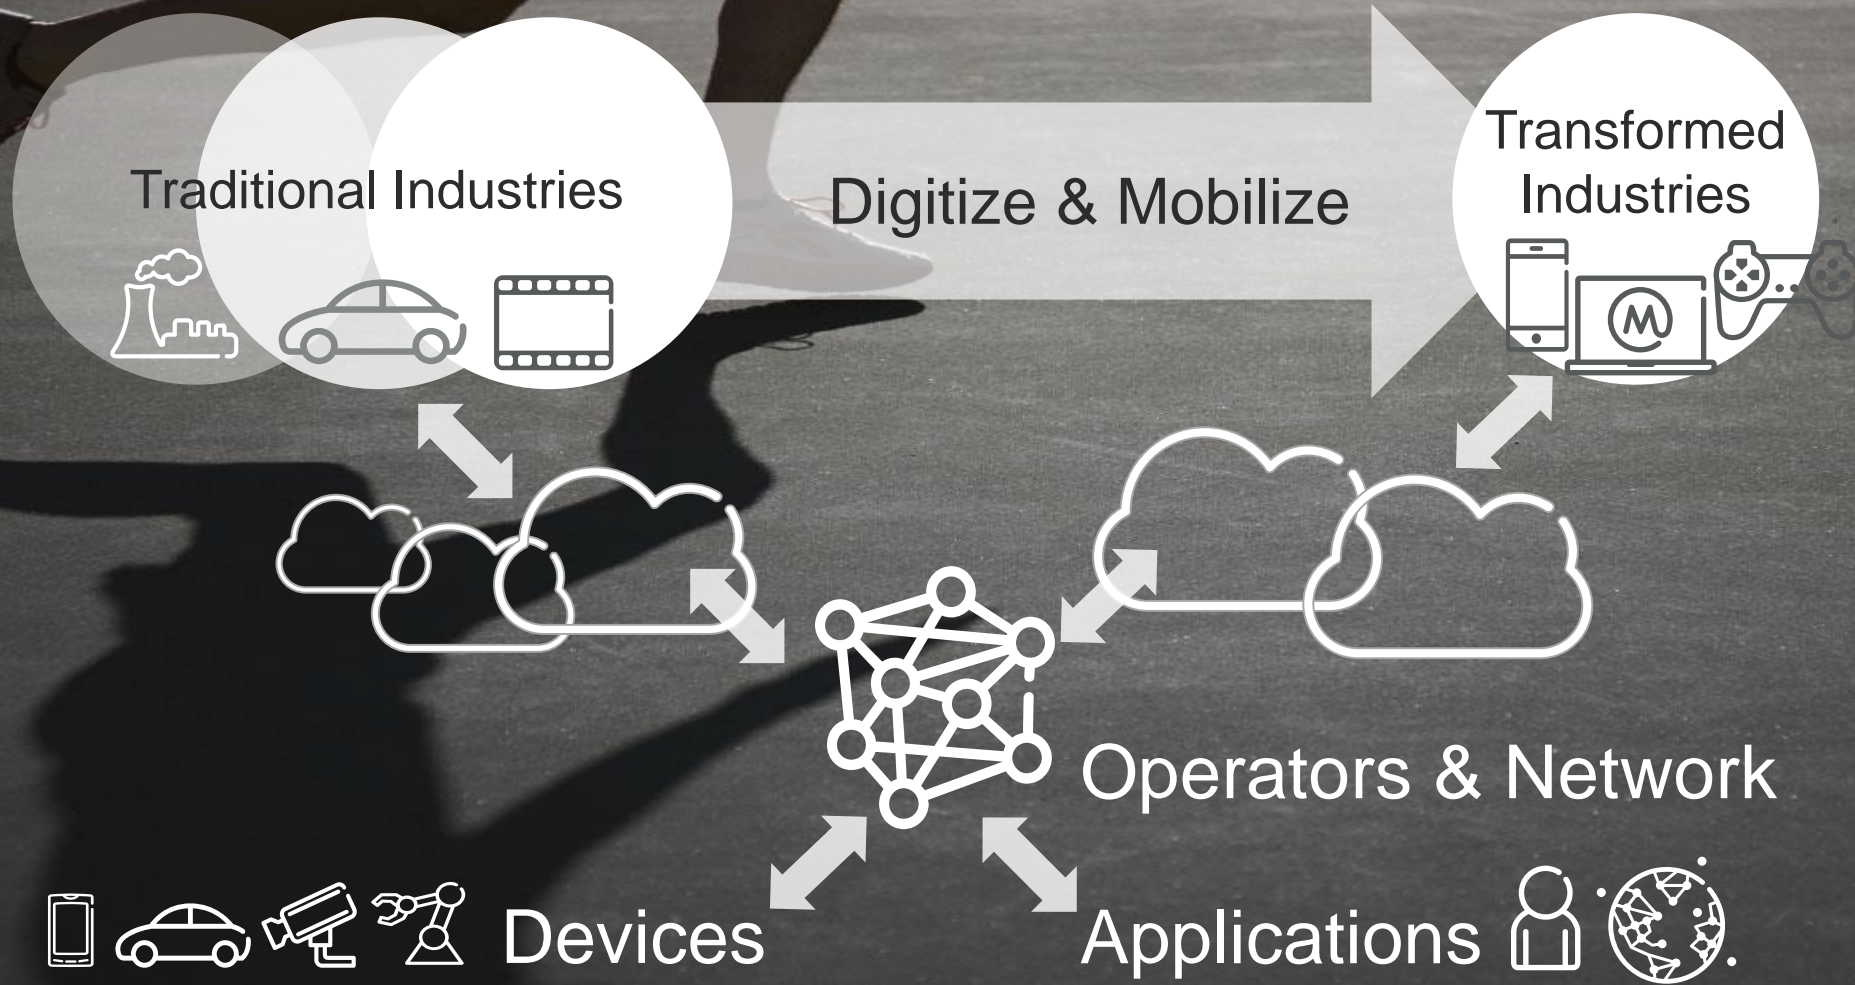 Traditional Industries
Digitize & Mobilize
Transformed
Industries
M
Operators & Network
Devices
Applications